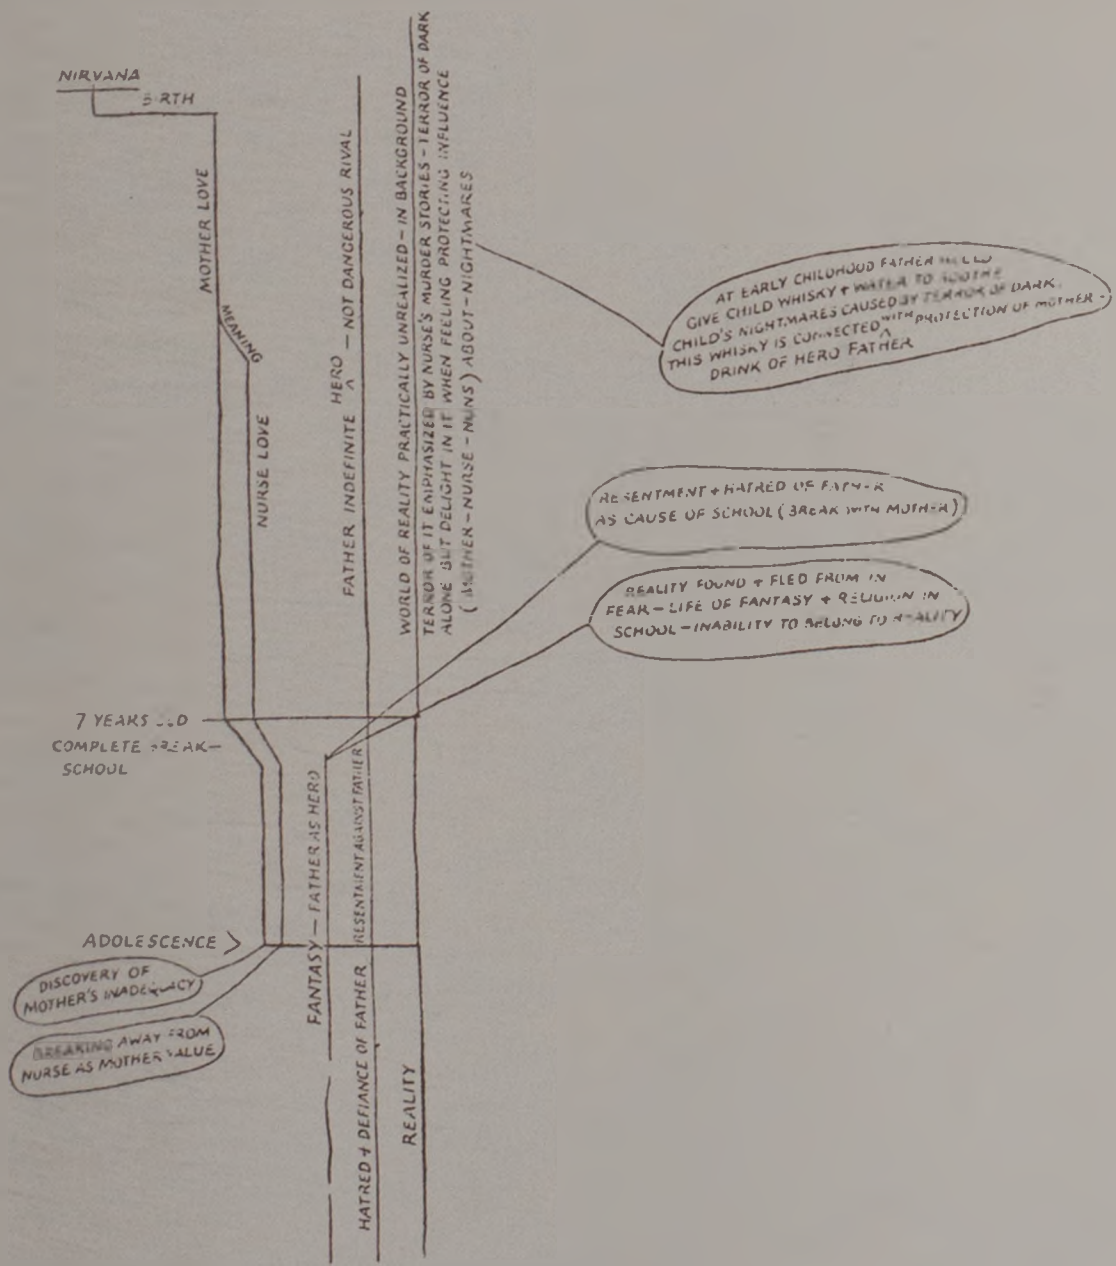 NIRVANA
BIRTH
MOTHER LOVE
MEANING
NURSE LOVE
FATHER INDEFINITE HERO — NOT DANGEROUS RIVAL
WORLD OF REALITY PRACTICALLY UNREALIZED - IN BACKGROUND
TERROR OF IT EMPHASIZED BY NURSE'S MURDER STORIES - TERROR OF DARK
ALONE BUT DELIGHT IN IT WHEN FEELING PROTECTING INFLUENCE
(MOTHER - NURSE - NUNS) ABOUT - NIGHTMARES
AT EARLY CHILDHOOD FATHER WOULD
GIVE CHILD WHISKY + WATER TO SOOTHE
CHILD'S NIGHTMARES CAUSED BY TERROR OF DARK.
THIS WHISKY IS CONNECTED WITH PROTECTION OF MOTHER -
DRINK OF HERO FATHER
RESENTMENT + HATRED OF FATHER
AS CAUSE OF SCHOOL (BREAK WITH MOTHER)
REALITY FOUND + FLED FROM IN
FEAR - LIFE OF FANTASY + RELIGION IN
SCHOOL - INABILITY TO BELONG TO REALITY
7 YEARS OLD
COMPLETE BREAK-
SCHOOL
FANTASY — FATHER AS HERO
RESENTMENT AGAINST FATHER
ADOLESCENCE >
DISCOVERY OF
MOTHER'S INADEQUACY
BREAKING AWAY FROM
NURSE AS MOTHER VALUE
HATRED + DEFIANCE OF FATHER
REALITY